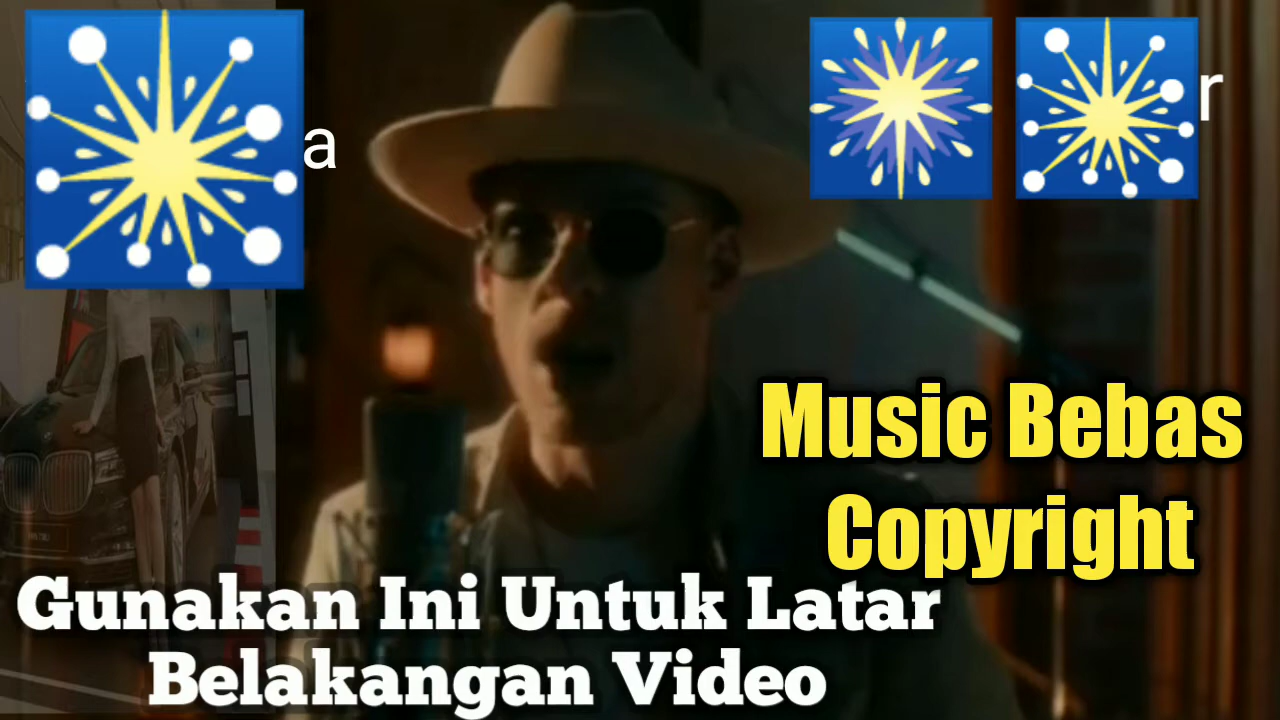 a
r
Music Bebas
Copyright
Gunakan Ini Untuk Latar
Belakangan Video